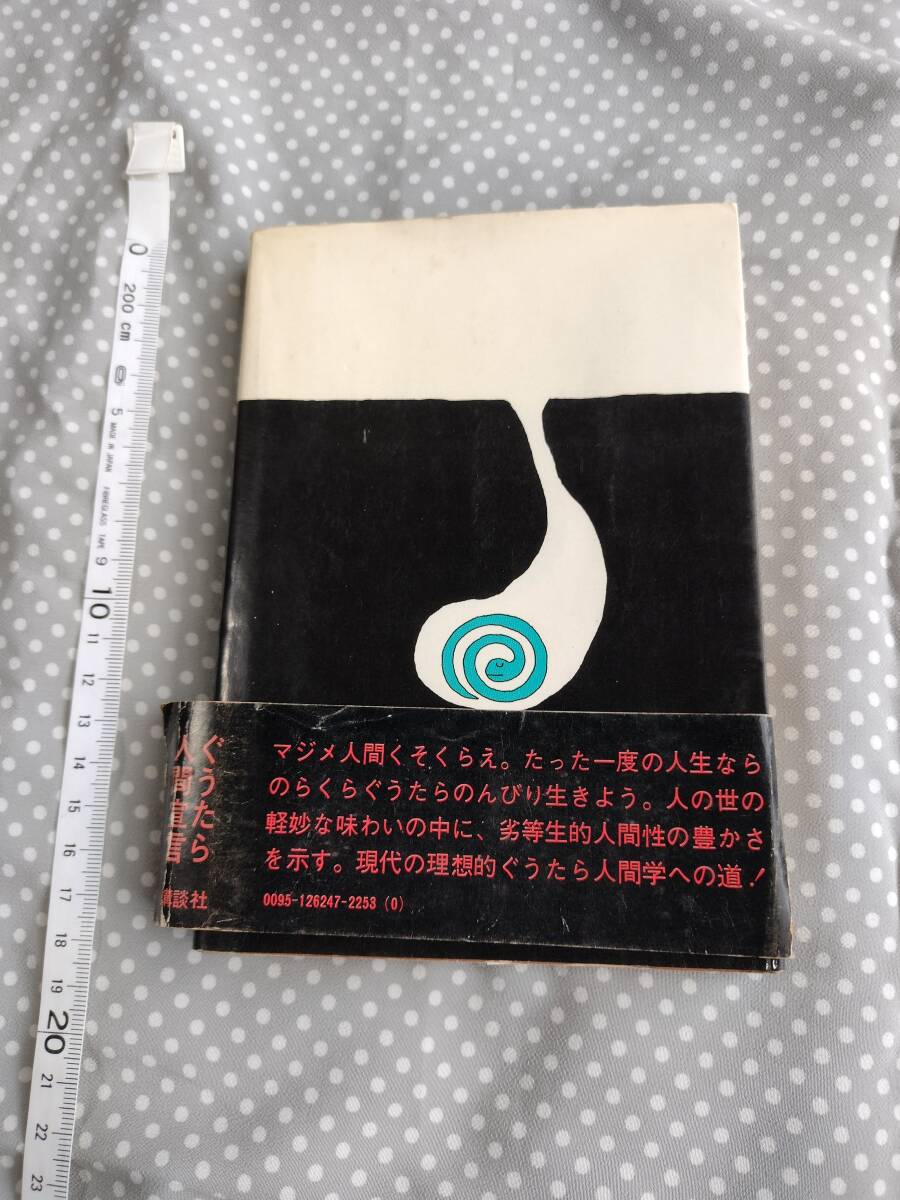 マジメ人間くそくらえ。たった一度の人生なら
のらくらぐうたらのんびり生きよう。人の世の
軽妙な味わいの中に、劣等生的人間性の豊かさ
を示す。現代の理想的ぐうたら人間学への道！
0095-126247-2253 (0)
ぐうたら
人間宣言
講談社
0
200 cm
5
MADE IN JAPAN
FIBREGLASS TAPE
9
10
11
12
13
14
15
16
17
18
19
20
21
22
23